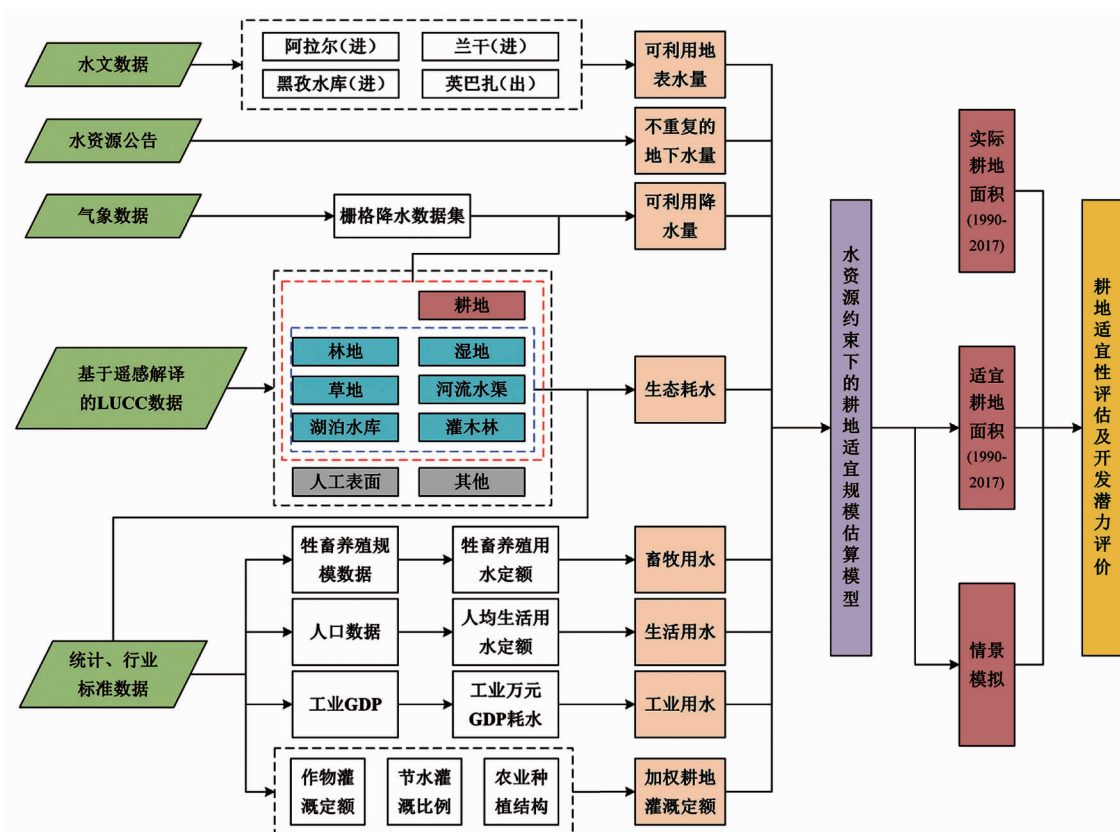 水文数据
阿拉尔(进)
兰干(进)
黑孜水库(进)
英巴扎(出)
可利用地
表水量
水资源公告
不重复的
地下水量
气象数据
栅格降水数据集
可利用降
水量
基于遥感解译
的LUCC数据
耕地
林地
湿地
草地
河流水渠
湖泊水库
灌木林
人工表面
其他
生态耗水
统计、行业
标准数据
牲畜养殖规
模数据
牲畜养殖用
水定额
畜牧用水
人口数据
人均生活用
水定额
生活用水
工业GDP
工业万元
GDP耗水
工业用水
作物灌
溉定额
节水灌
溉比例
农业种
植结构
加权耕地
灌溉定额
水资源约束下的耕地适宜规模估算模型
实际
耕地
面积
(1990-
2017)
适宜
耕地
面积
(1990-
2017)
情景
模拟
耕地适宜性评估及开发潜力评价